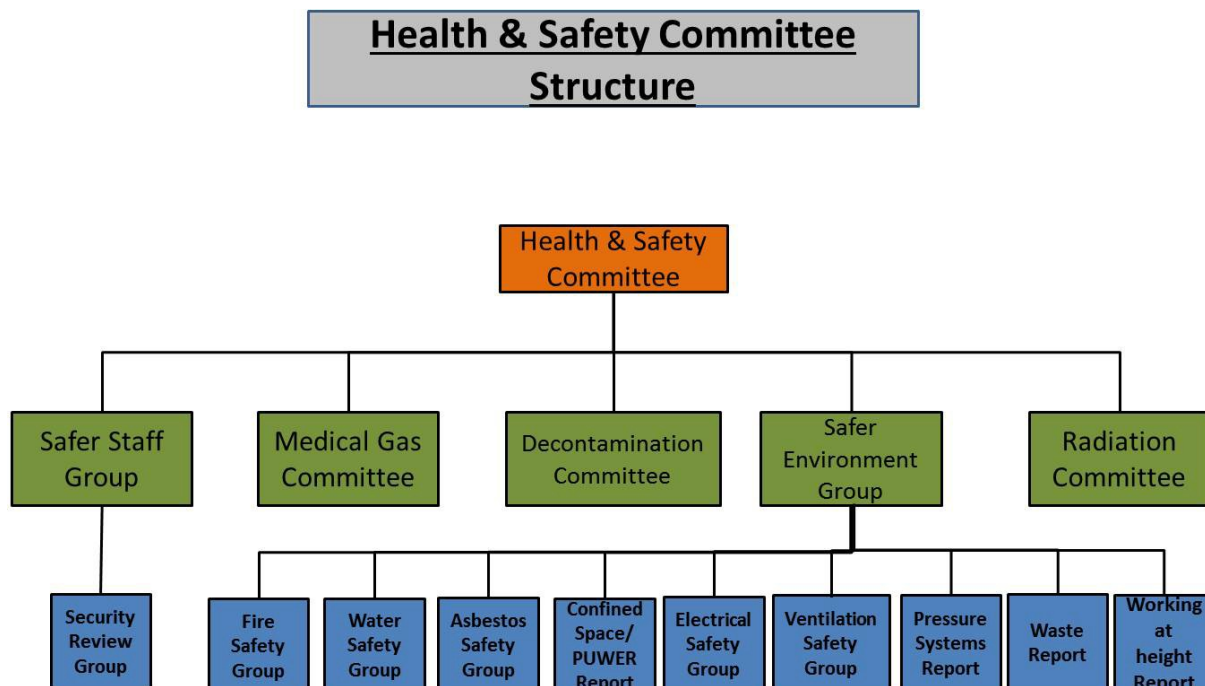 Health & Safety Committee
Structure
Health & Safety
Committee
Safer Staff
Group
Medical Gas
Committee
Decontamination
Committee
Safer
Environment
Group
Radiation
Committee
Security
Review
Group
Fire
Safety
Group
Water
Safety
Group
Asbestos
Safety
Group
Confined
Space/
PUWER
Report
Electrical
Safety
Group
Ventilation
Safety
Group
Pressure
Systems
Report
Waste
Report
Working
at
height
Report